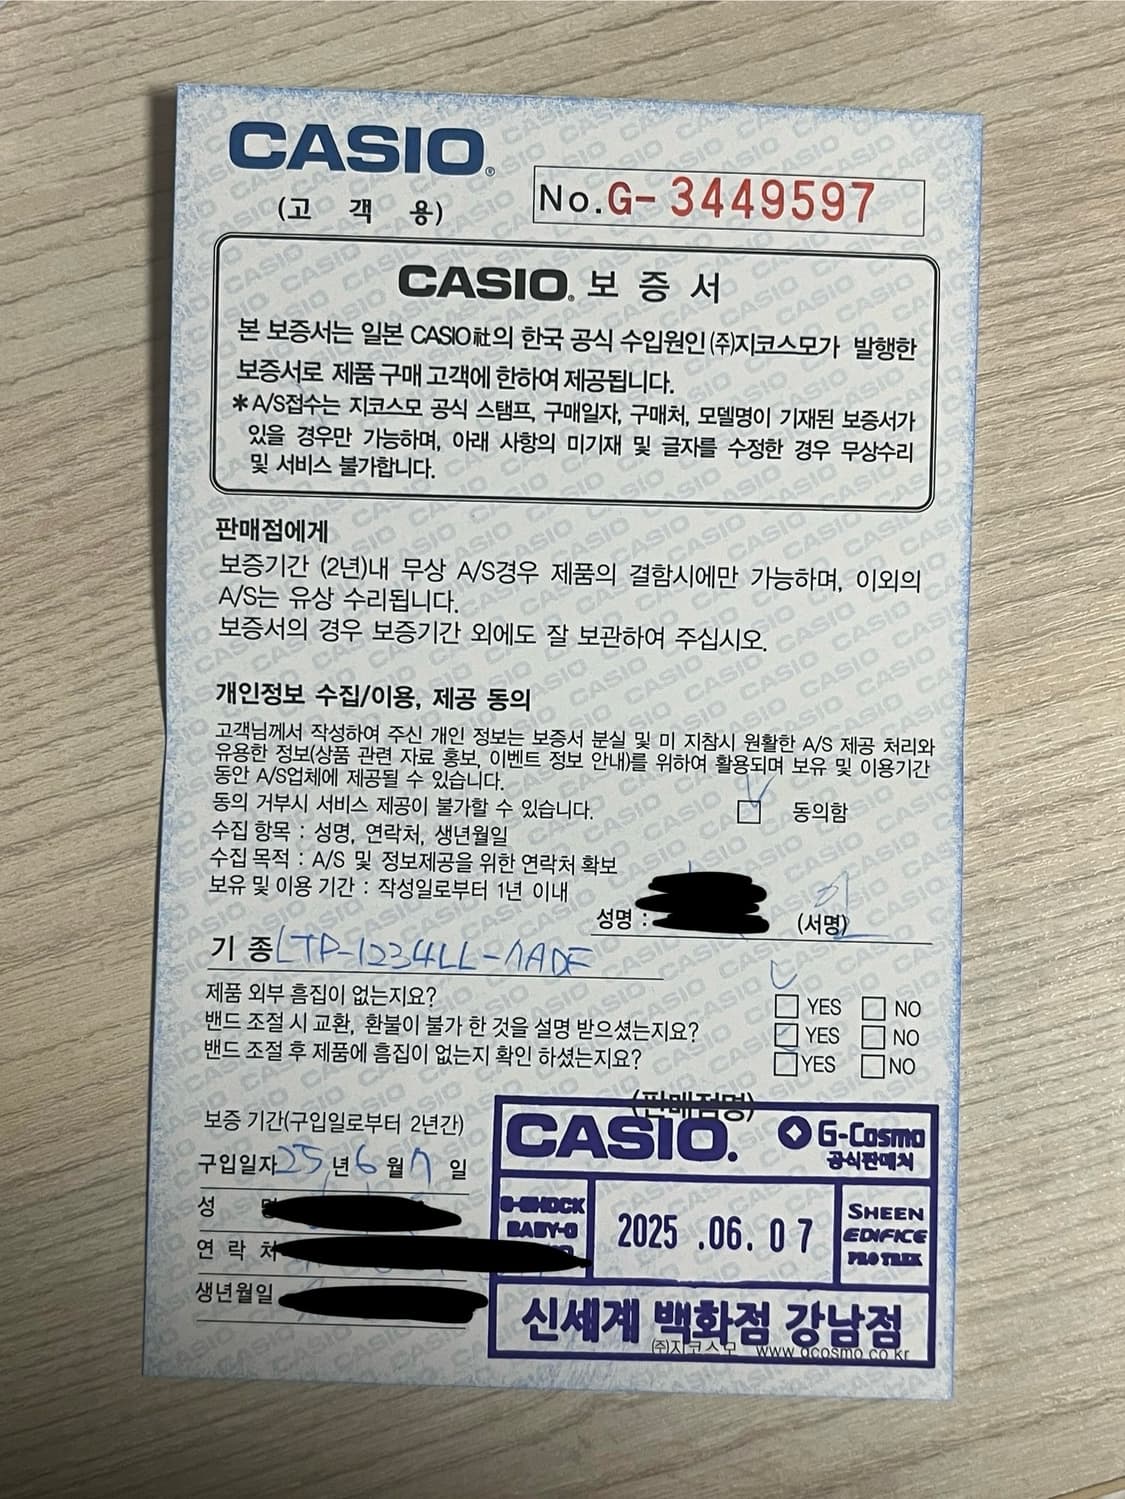 CASIO®
(고 객 용)
No.G- 3449597
CASIO® 보 증 서
본 보증서는 일본 CASIO社의 한국 공식 수입원인 (주)지코스모가 발행한
보증서로 제품 구매 고객에 한하여 제공됩니다.
*A/S접수는 지코스모 공식 스탬프, 구매일자, 구매처, 모델명이 기재된 보증서가
있을 경우만 가능하며, 아래 사항의 미기재 및 글자를 수정한 경우 무상수리
및 서비스 불가합니다.
판매점에게
보증기간 (2년)내 무상 A/S경우 제품의 결함시에만 가능하며, 이외의
A/S는 유상 수리됩니다.
보증서의 경우 보증기간 외에도 잘 보관하여 주십시오.
개인정보 수집/이용, 제공 동의
고객님께서 작성하여 주신 개인 정보는 보증서 분실 및 미 지참시 원활한 A/S 제공 처리와
유용한 정보(상품 관련 자료 홍보, 이벤트 정보 안내)를 위하여 활용되며 보유 및 이용기간
동안 A/S업체에 제공될 수 있습니다.
동의 거부시 서비스 제공이 불가할 수 있습니다. 동의함
수집 항목 : 성명, 연락처, 생년월일
수집 목적 : A/S 및 정보제공을 위한 연락처 확보
보유 및 이용 기간 : 작성일로부터 1년 이내
성명 : (서명)
기 종 LTP-1234LL-7ADF
제품 외부 흠집이 없는지요? YES NO
밴드 조절 시 교환, 환불이 불가 한 것을 설명 받으셨는지요? YES NO
밴드 조절 후 제품에 흠집이 없는지 확인 하셨는지요? YES NO
(판매점명)
보증 기간(구입일로부터 2년간)
구입일자 25 년 6 월 7 일
성 명
연 락 처
생년월일
CASIO. G-Cosmo
공식판매처
G-SHOCK
BABY-G
2025 .06. 07
SHEEN
EDIFICE
PRO TREK
신세계 백화점 강남점
(주)지코스모 www.gcosmo.co.kr